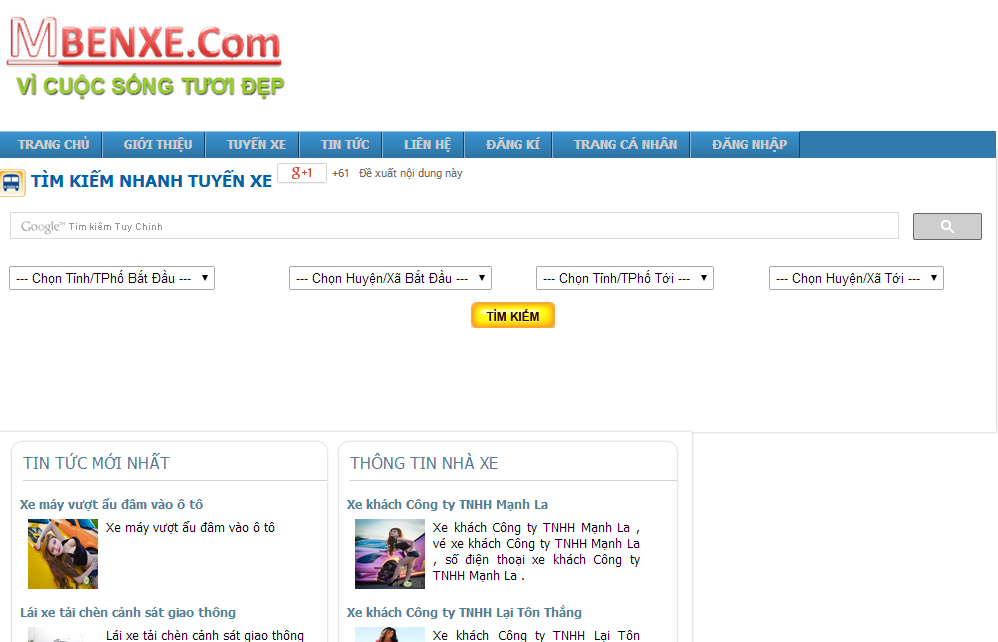 MBENXE.Com
VÌ CUỘC SỐNG TƯƠI ĐẸP
TRANG CHỦ GIỚI THIỆU TUYẾN XE TIN TỨC LIÊN HỆ ĐĂNG KÍ TRANG CÁ NHÂN ĐĂNG NHẬP
TÌM KIẾM NHANH TUYẾN XE g+1 +61 Đề xuất nội dung này
Google™ Tìm kiếm Tùy Chỉnh
--- Chọn Tỉnh/TPhố Bắt Đầu --- --- Chọn Huyện/Xã Bắt Đầu --- --- Chọn Tỉnh/TPhố Tới --- --- Chọn Huyện/Xã Tới ---
TÌM KIẾM
TIN TỨC MỚI NHẤT
Xe máy vượt ẩu đâm vào ô tô
Xe máy vượt ẩu đâm vào ô tô
Lái xe tải chèn cảnh sát giao thông
Lái xe tải chèn cảnh sát giao thông
THÔNG TIN NHÀ XE
Xe khách Công ty TNHH Mạnh La
Xe khách Công ty TNHH Mạnh La ,
vé xe khách Công ty TNHH Mạnh La
, số điện thoại xe khách Công ty
TNHH Mạnh La .
Xe khách Công ty TNHH Lại Tôn Thắng
Xe khách Công ty TNHH Lại Tôn